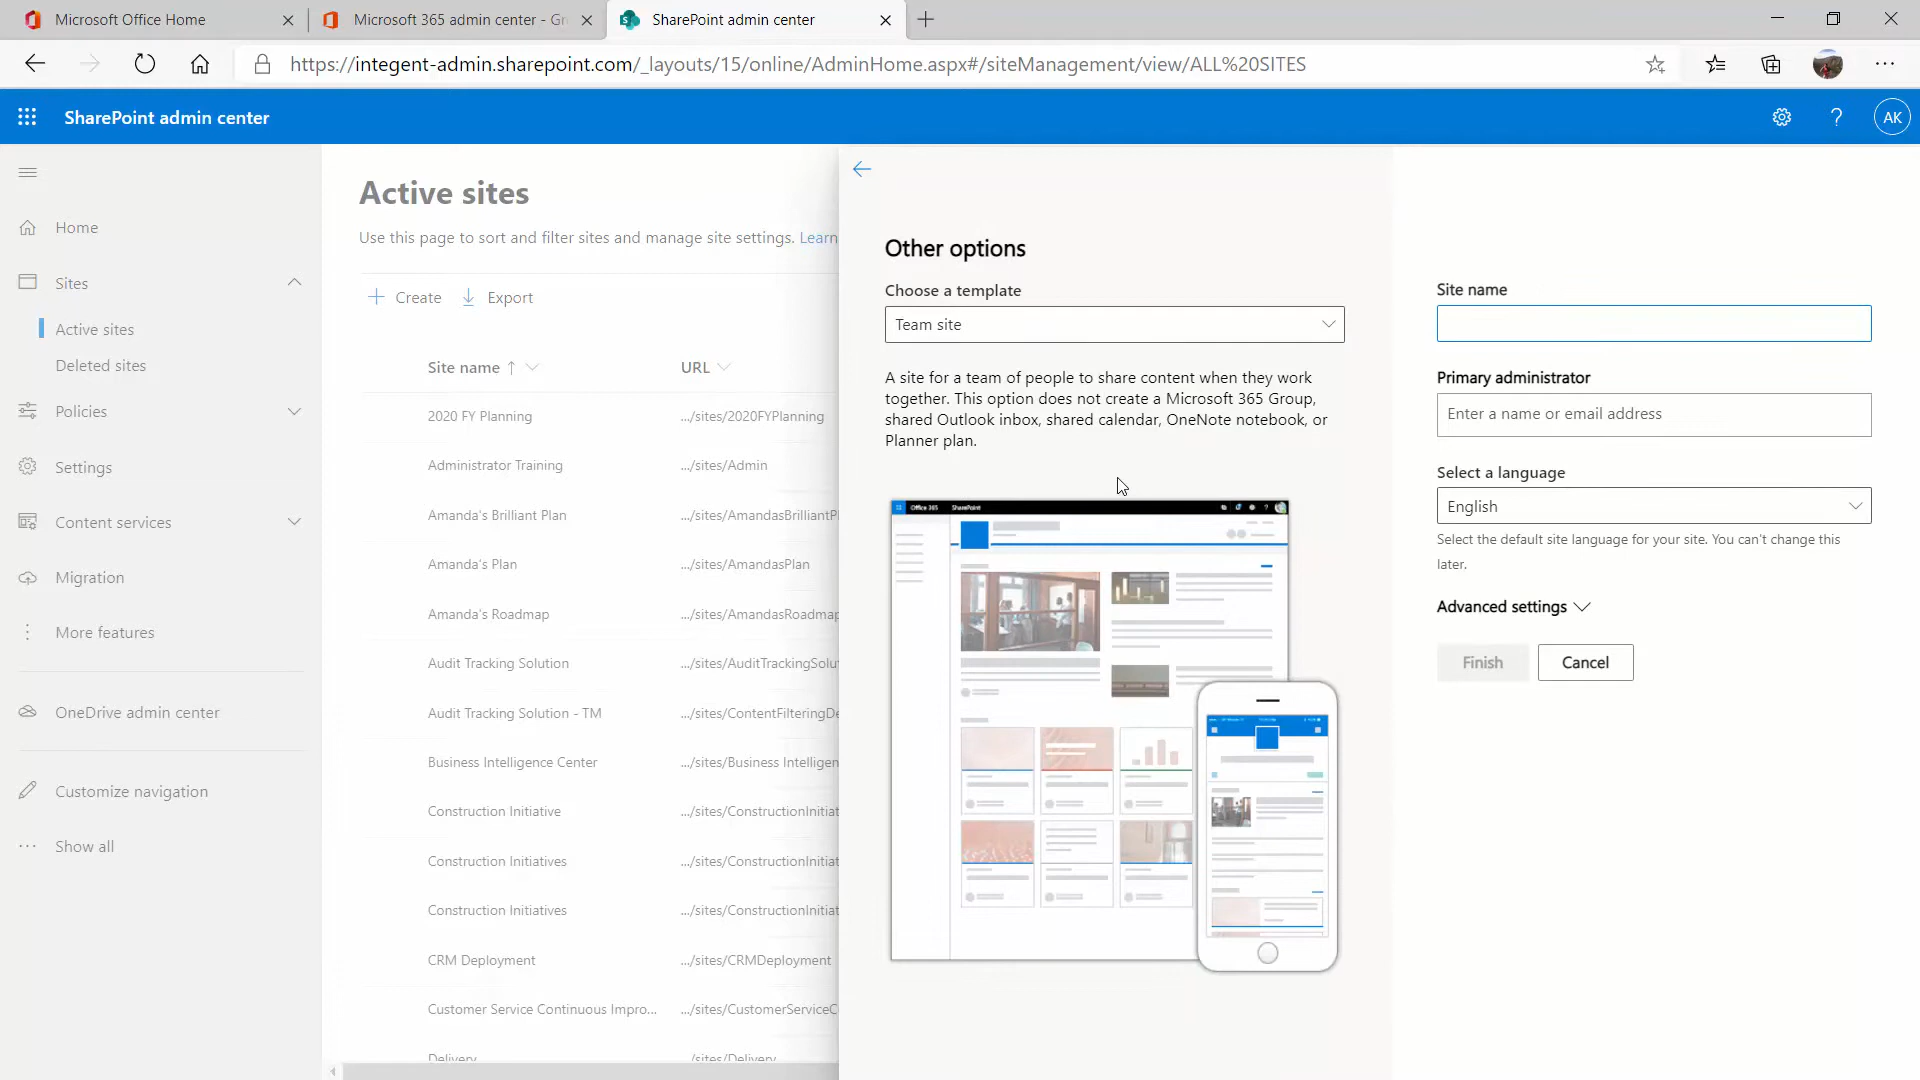 Microsoft Office Home
Microsoft 365 admin center - Gr
SharePoint admin center
https://integent-admin.sharepoint.com/_layouts/15/online/AdminHome.aspx#/siteManagement/view/ALL%20SITES
SharePoint admin center
?
AK
Home
Sites
Active sites
Deleted sites
Policies
Settings
Content services
Migration
More features
OneDrive admin center
Customize navigation
Show all
Active sites
Use this page to sort and filter sites and manage site settings. Learn
Create
Export
Site name
URL
2020 FY Planning
.../sites/2020FYPlanning
Administrator Training
.../sites/Admin
Amanda's Brilliant Plan
.../sites/AmandasBrilliantPl
Amanda's Plan
.../sites/AmandasPlan
Amanda's Roadmap
.../sites/AmandasRoadmap
Audit Tracking Solution
.../sites/AuditTrackingSolu
Audit Tracking Solution - TM
.../sites/ContentFilteringDe
Business Intelligence Center
.../sites/Business Intelligen
Construction Initiative
.../sites/ConstructionInitiat
Construction Initiatives
.../sites/ConstructionInitiat
Construction Initiatives
.../sites/ConstructionInitiat
CRM Deployment
.../sites/CRMDeployment
Customer Service Continuous Impro...
.../sites/CustomerServiceC
Delivery
.../sites/Delivery
Other options
Choose a template
Team site
A site for a team of people to share content when they work
together. This option does not create a Microsoft 365 Group,
shared Outlook inbox, shared calendar, OneNote notebook, or
Planner plan.
Office 365
SharePoint
Site name
Primary administrator
Enter a name or email address
Select a language
English
Select the default site language for your site. You can't change this
later.
Advanced settings
Finish
Cancel